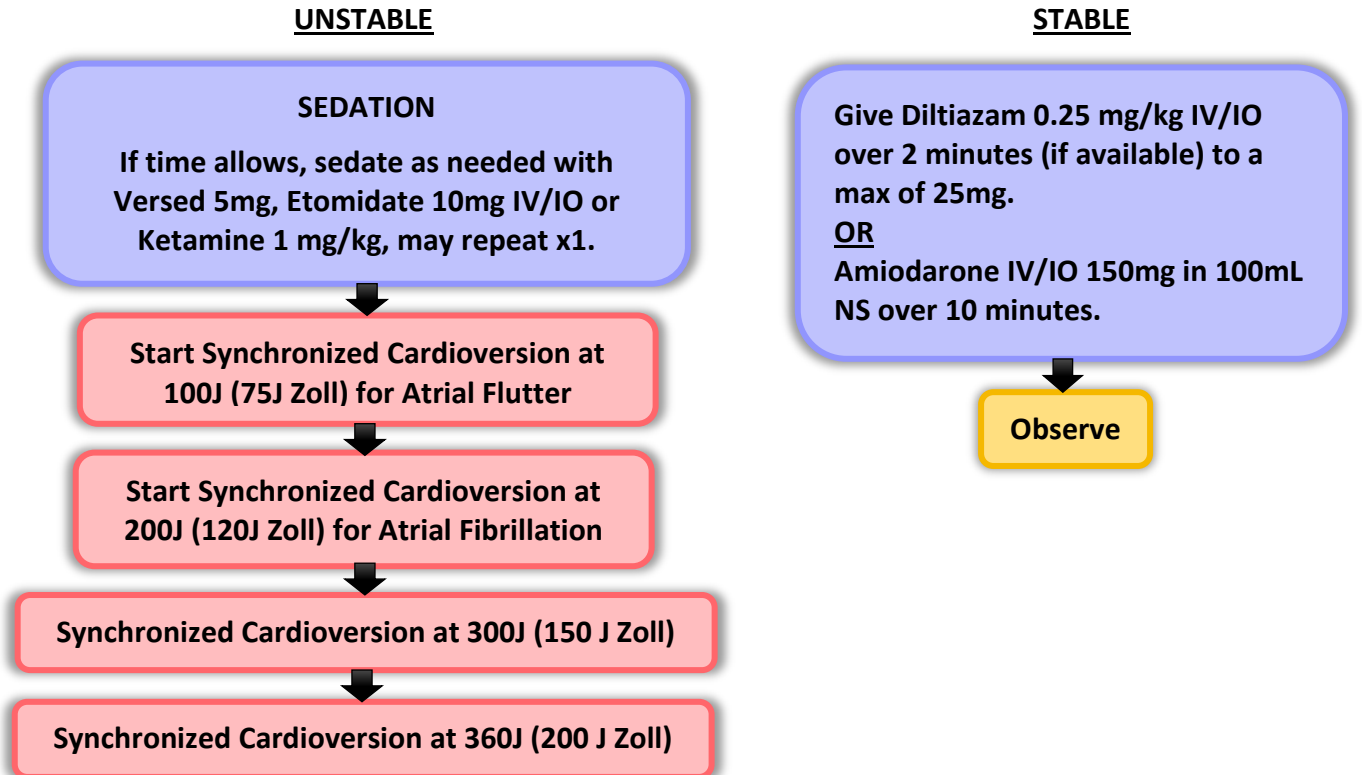 UNSTABLE
SEDATION
If time allows, sedate as needed with
Versed 5mg, Etomidate 10mg IV/IO or
Ketamine 1 mg/kg, may repeat x1.
Start Synchronized Cardioversion at
100J (75J Zoll) for Atrial Flutter
Start Synchronized Cardioversion at
200J (120J Zoll) for Atrial Fibrillation
Synchronized Cardioversion at 300J (150 J Zoll)
Synchronized Cardioversion at 360J (200 J Zoll)
STABLE
Give Diltiazam 0.25 mg/kg IV/IO
over 2 minutes (if available) to a
max of 25mg.
OR
Amiodarone IV/IO 150mg in 100mL
NS over 10 minutes.
Observe